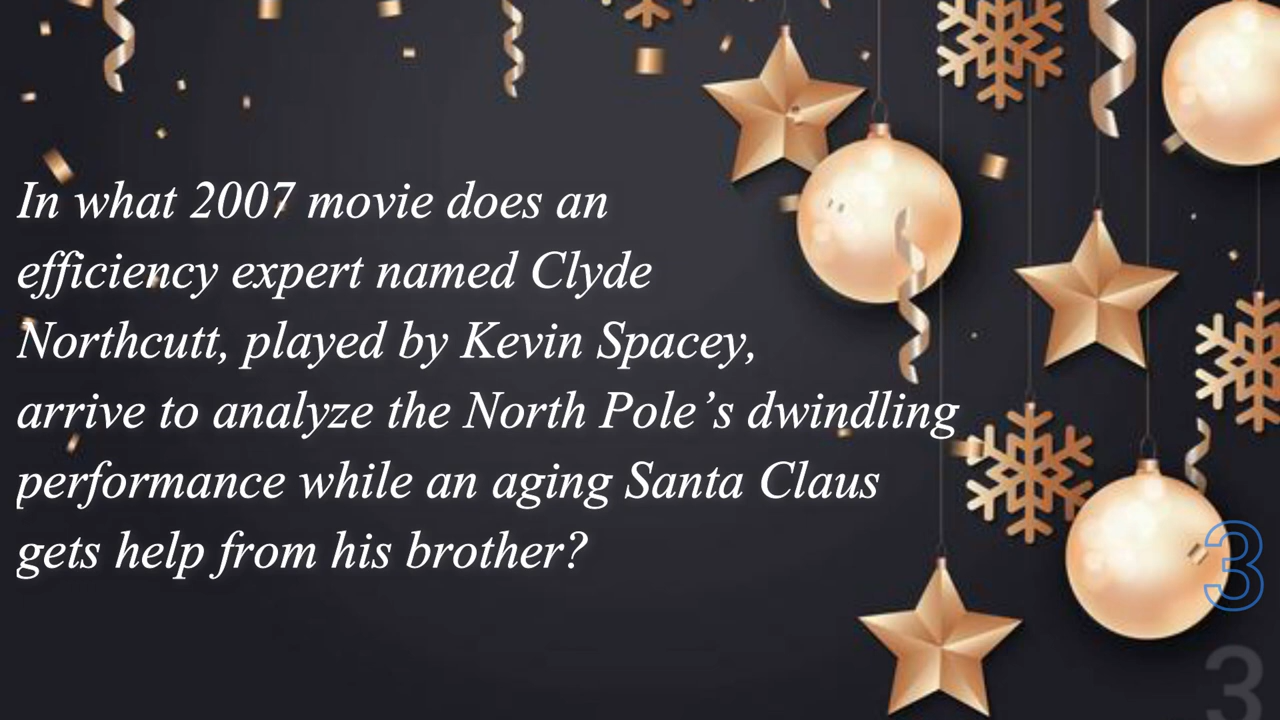 In what 2007 movie does an
efficiency expert named Clyde
Northcutt, played by Kevin Spacey,
arrive to analyze the North Pole’s dwindling
performance while an aging Santa Claus
gets help from his brother?
3
3